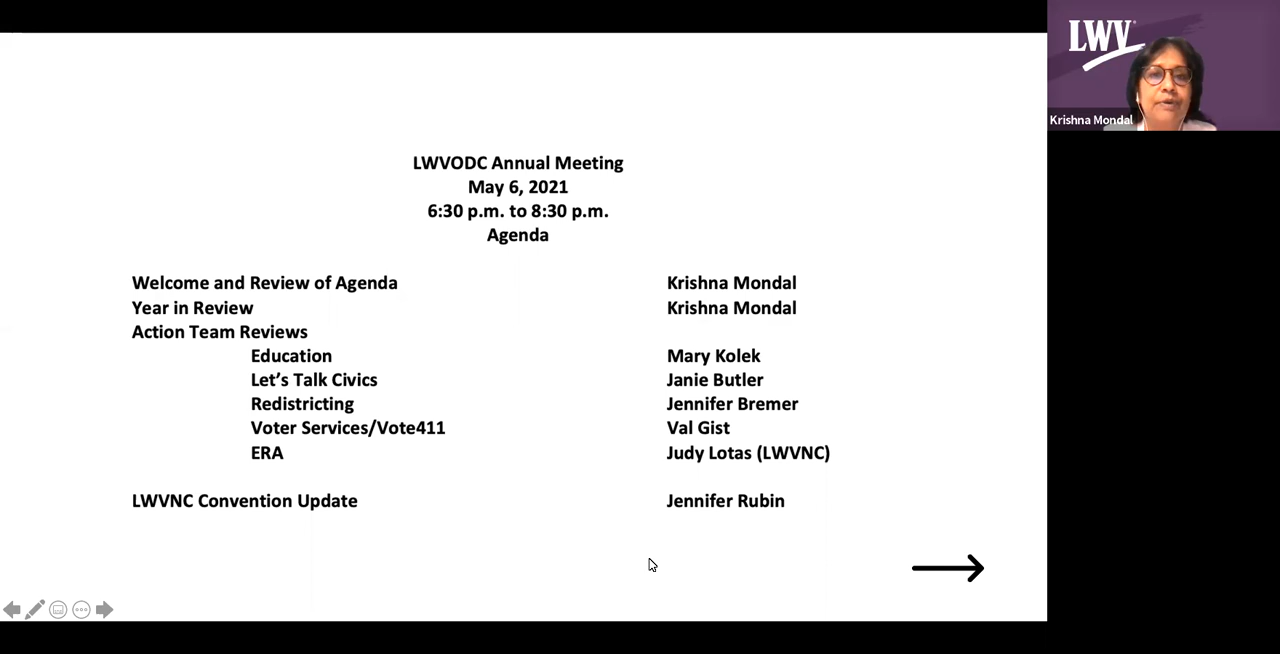 LWVODC Annual Meeting
May 6, 2021
6:30 p.m. to 8:30 p.m.
Agenda
Welcome and Review of Agenda Krishna Mondal
Year in Review Krishna Mondal
Action Team Reviews
Education Mary Kolek
Let's Talk Civics Janie Butler
Redistricting Jennifer Bremer
Voter Services/Vote411 Val Gist
ERA Judy Lotas (LWVNC)
LWVNC Convention Update Jennifer Rubin
LWV
Krishna Mondal